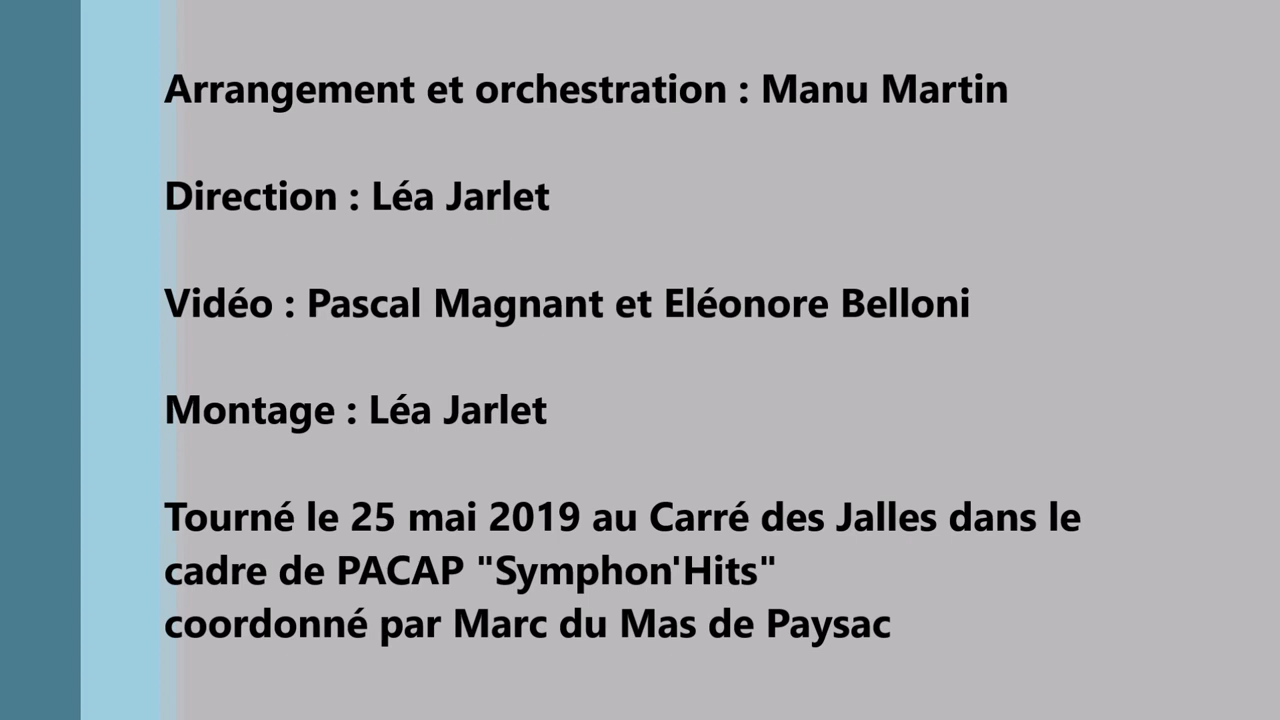 Arrangement et orchestration : Manu Martin
Direction : Léa Jarlet
Vidéo : Pascal Magnant et Eléonore Belloni
Montage : Léa Jarlet
Tourné le 25 mai 2019 au Carré des Jalles dans le
cadre de PACAP "Symphon'Hits"
coordonné par Marc du Mas de Paysac